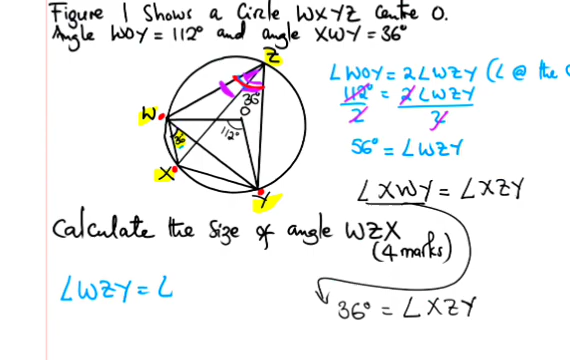 Figure 1 Shows a Circle WXYZ Centre O.
Angle WOY = 112° and angle XWY = 36°
Z
36°
W
O
112°
36
X
Y
∠WOY = 2∠WZY (∠ @ the
112° = 2∠WZY
2 2
56° = ∠WZY
∠XWY = ∠XZY
Calculate the Size of angle WZX
(4 marks)
∠WZY = ∠
36° = ∠XZY